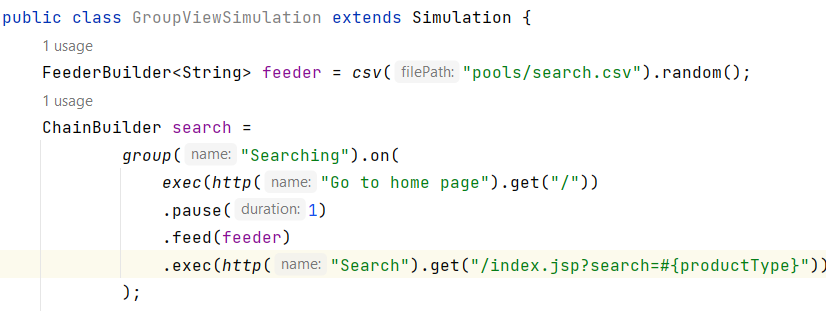 public class GroupViewSimulation extends Simulation {
1 usage
FeederBuilder<String> feeder = csv( filePath: "pools/search.csv").random();
1 usage
ChainBuilder search =
group( name: "Searching").on(
exec(http( name: "Go to home page").get("/"))
.pause( duration: 1)
.feed(feeder)
.exec(http( name: "Search").get("/index.jsp?search=#{productType}"))
);